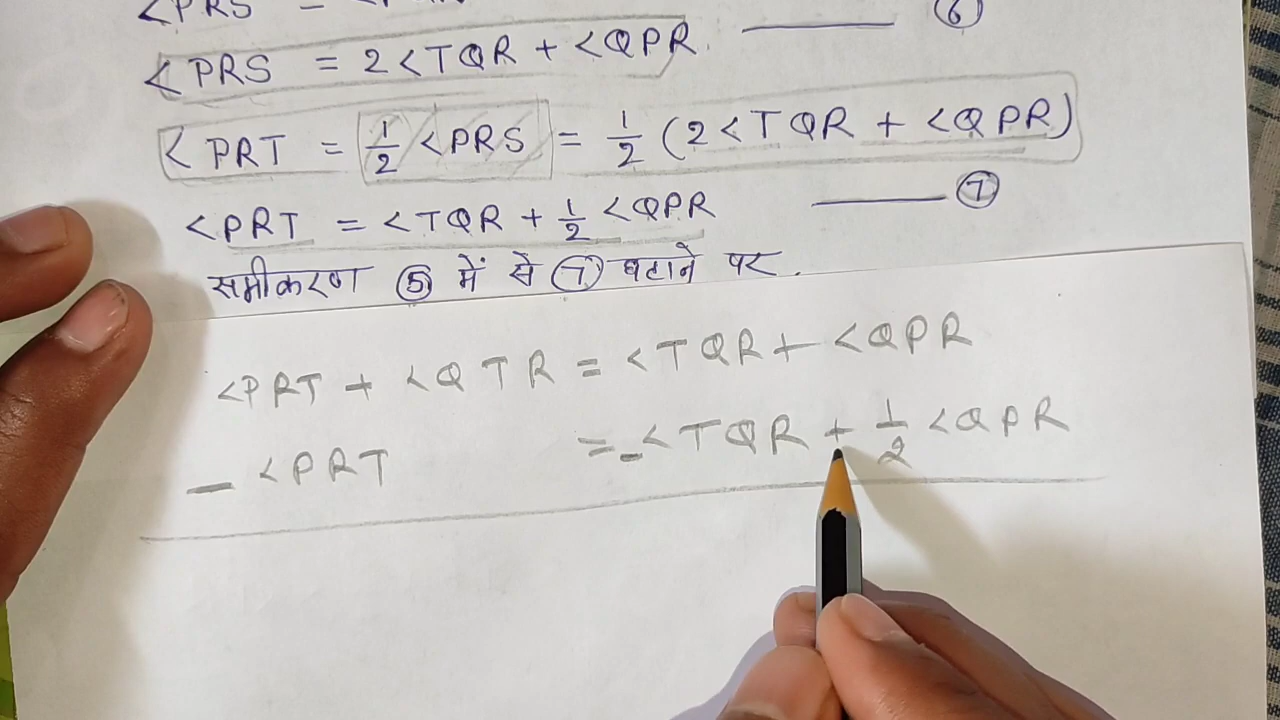 <PRS =
6
<PRS = 2<TQR + <QPR.
<PRT = 1/2 <PRS = 1/2 (2<TQR + <QPR)
<PRT = <TQR + 1/2 <QPR 7
समीकरण 5 में से 7 घटाने पर.
<PRT + <QTR = <TQR + <QPR
- <PRT = -<TQR + 1/2 <QPR